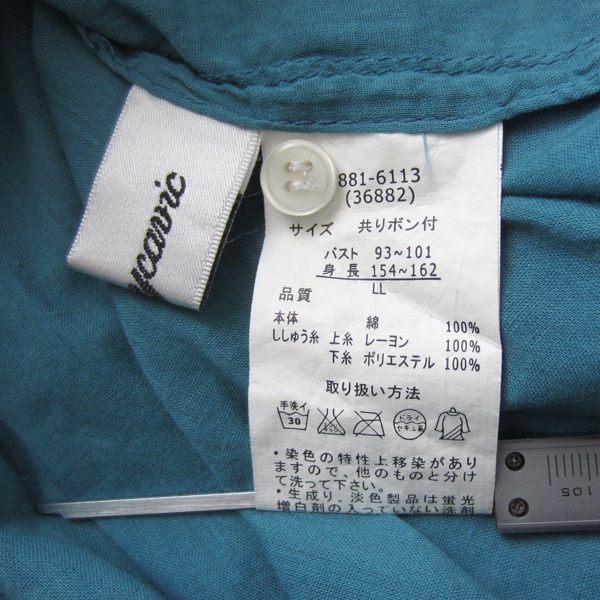 881-6113
(36882)
サイズ 共りボン付
バスト 93~101
身長 154~162
LL
品質
本体 綿 100%
ししゅう糸 上糸 レーヨン 100%
下糸 ポリエステル 100%
取り扱い方法
手洗イ
30
ドライ
セキユ系
・染色の特性上移染があり
ますので、他のものと分け
て洗って下さい。
・生成り、淡色製品は蛍光
増白剤の入っていない洗剤
105